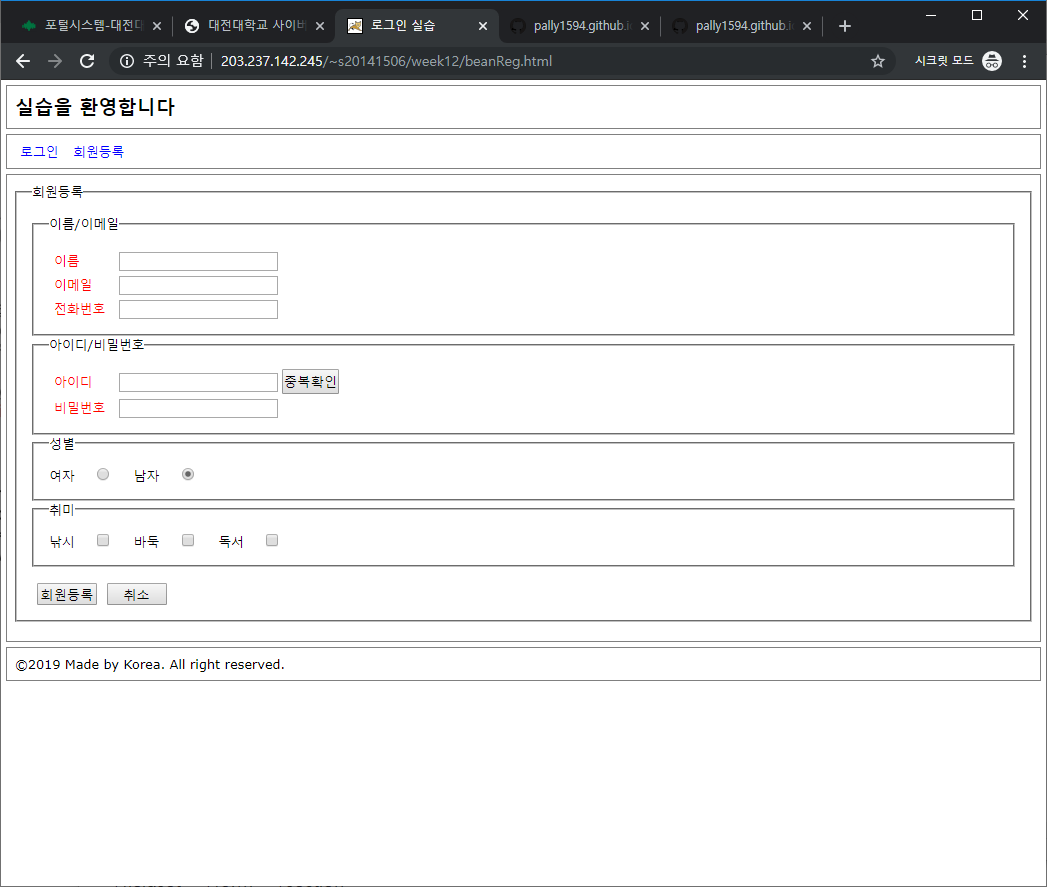 포털시스템-대전대
대전대학교 사이버
로그인 실습
pally1594.github.i
pally1594.github.i
주의 요함 203.237.142.245/~s20141506/week12/beanReg.html
시크릿 모드
실습을 환영합니다
로그인 회원등록
회원등록
이름/이메일
이름
이메일
전화번호
아이디/비밀번호
아이디 중복확인
비밀번호
성별
여자 남자
취미
낚시 바둑 독서
회원등록 취소
©2019 Made by Korea. All right reserved.